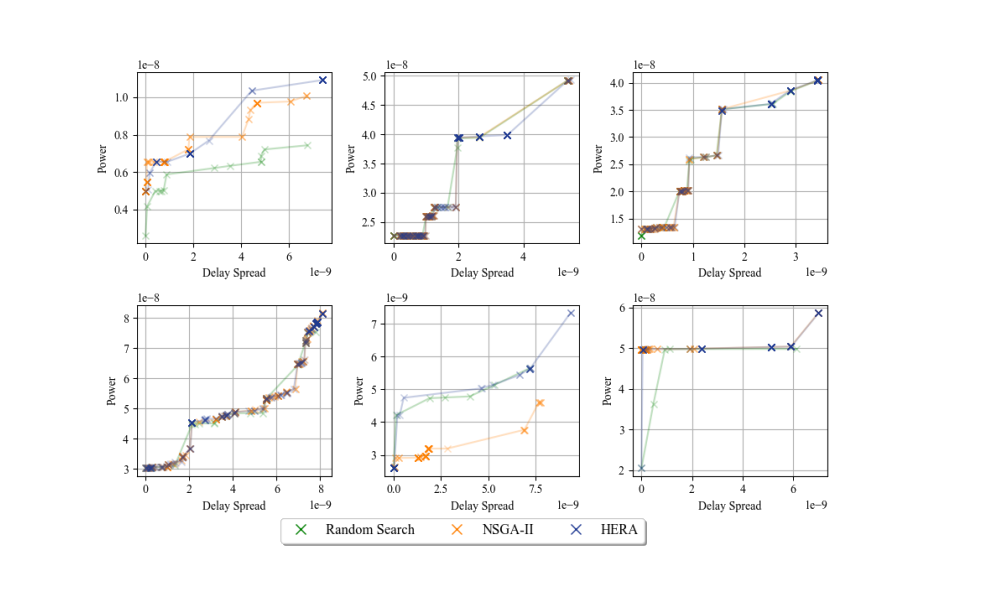 1e−8
1e−8
1e−8
1.0
0.8
0.6
0.4
Power
0
2
4
6
Delay Spread
1e−9
5.0
4.5
4.0
3.5
3.0
2.5
Power
0
2
4
Delay Spread
1e−9
4.0
3.5
3.0
2.5
2.0
1.5
Power
0
1
2
3
Delay Spread
1e−9
1e−8
8
7
6
5
4
3
Power
0
2
4
6
8
Delay Spread
1e−9
1e−9
7
6
5
4
3
Power
0.0
2.5
5.0
7.5
Delay Spread
1e−9
1e−8
6
5
4
3
2
Power
0
2
4
6
Delay Spread
1e−9
Random Search
NSGA-II
HERA